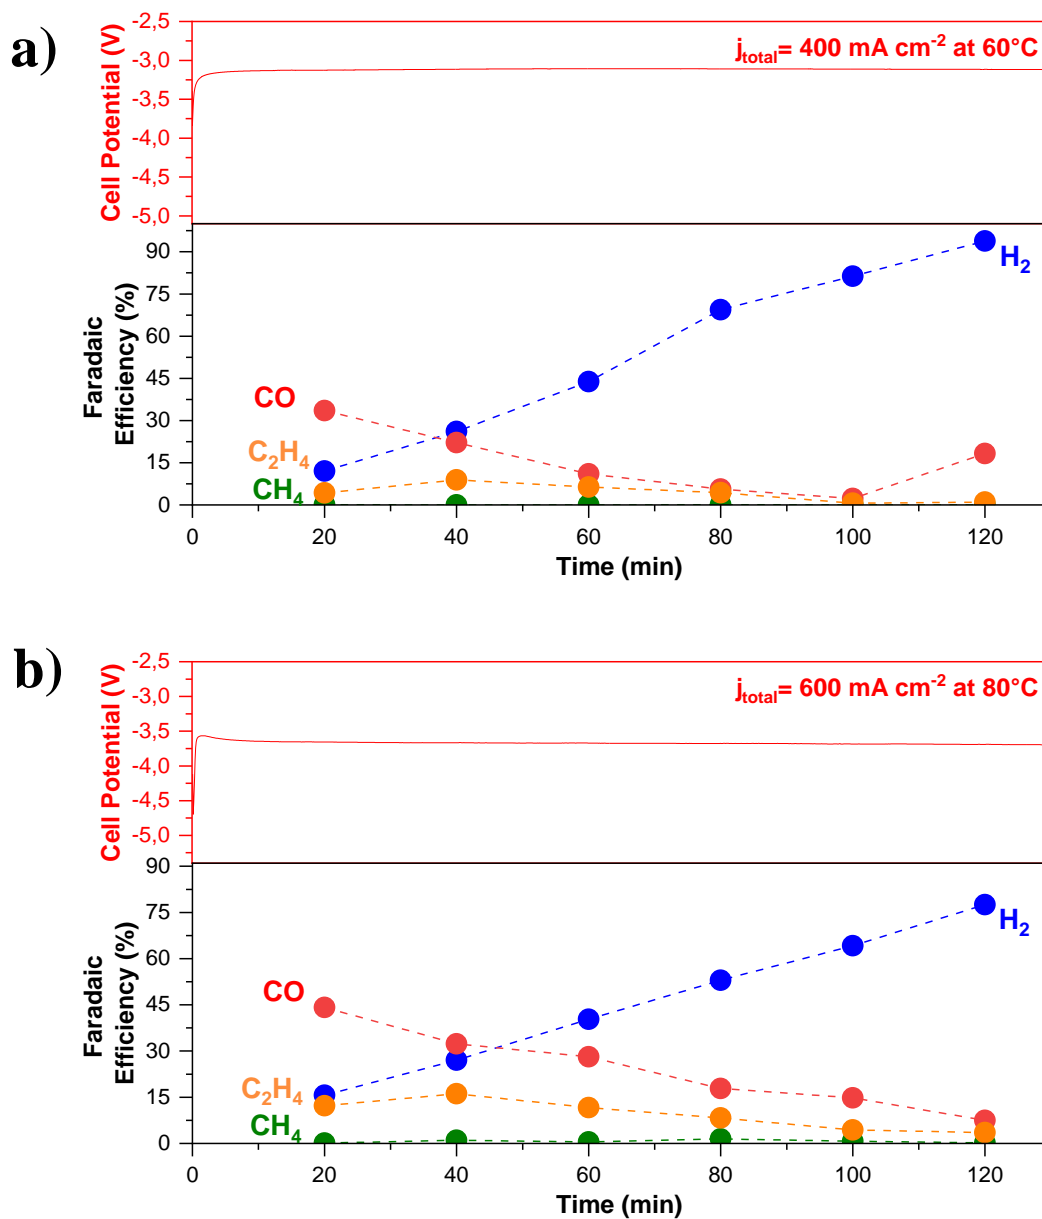 a)
Cell Potential (V)
-2,5
-3,0
-3,5
-4,0
-4,5
-5,0
j_total= 400 mA cm⁻² at 60°C
Faradaic
Efficiency (%)
90
75
60
45
30
15
0
H₂
CO
C₂H₄
CH₄
0 20 40 60 80 100 120
Time (min)
b)
Cell Potential (V)
-2,5
-3,0
-3,5
-4,0
-4,5
-5,0
j_total= 600 mA cm⁻² at 80°C
Faradaic
Efficiency (%)
90
75
60
45
30
15
0
H₂
CO
C₂H₄
CH₄
0 20 40 60 80 100 120
Time (min)